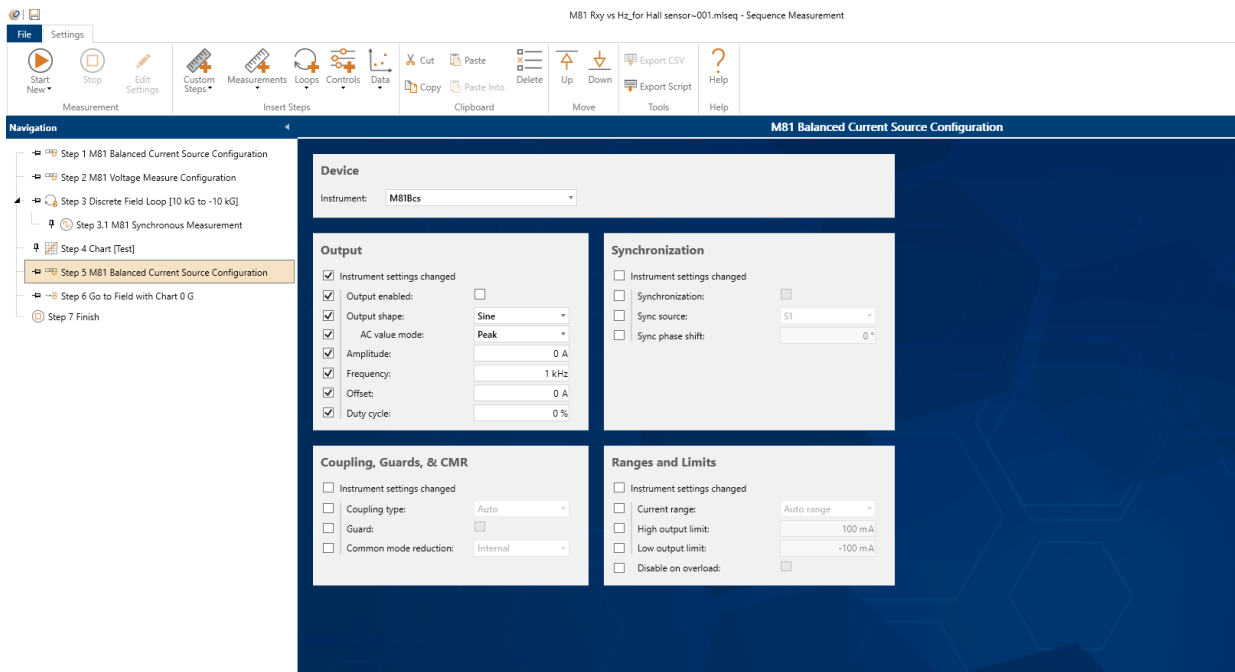 M81 Rxy vs Hz_for Hall sensor~001.mlseq - Sequence Measurement
File Settings
Start New Stop Edit Settings Custom Steps Measurements Loops Controls Data Cut Copy Paste Paste Into Delete Up Down Export CSV Export Script Help
Measurement Insert Steps Clipboard Move Tools Help
Navigation
M81 Balanced Current Source Configuration
Step 1 M81 Balanced Current Source Configuration
Step 2 M81 Voltage Measure Configuration
Step 3 Discrete Field Loop [10 kG to -10 kG]
Step 3.1 M81 Synchronous Measurement
Step 4 Chart [Test]
Step 5 M81 Balanced Current Source Configuration
Step 6 Go to Field with Chart 0 G
Step 7 Finish
Device
Instrument: M81Bcs
Output
Instrument settings changed
Output enabled:
Output shape: Sine
AC value mode: Peak
Amplitude: 0 A
Frequency: 1 kHz
Offset: 0 A
Duty cycle: 0 %
Synchronization
Instrument settings changed
Synchronization:
Sync source: S1
Sync phase shift: 0 °
Coupling, Guards, & CMR
Instrument settings changed
Coupling type: Auto
Guard:
Common mode reduction: Internal
Ranges and Limits
Instrument settings changed
Current range: Auto range
High output limit: 100 mA
Low output limit: -100 mA
Disable on overload: